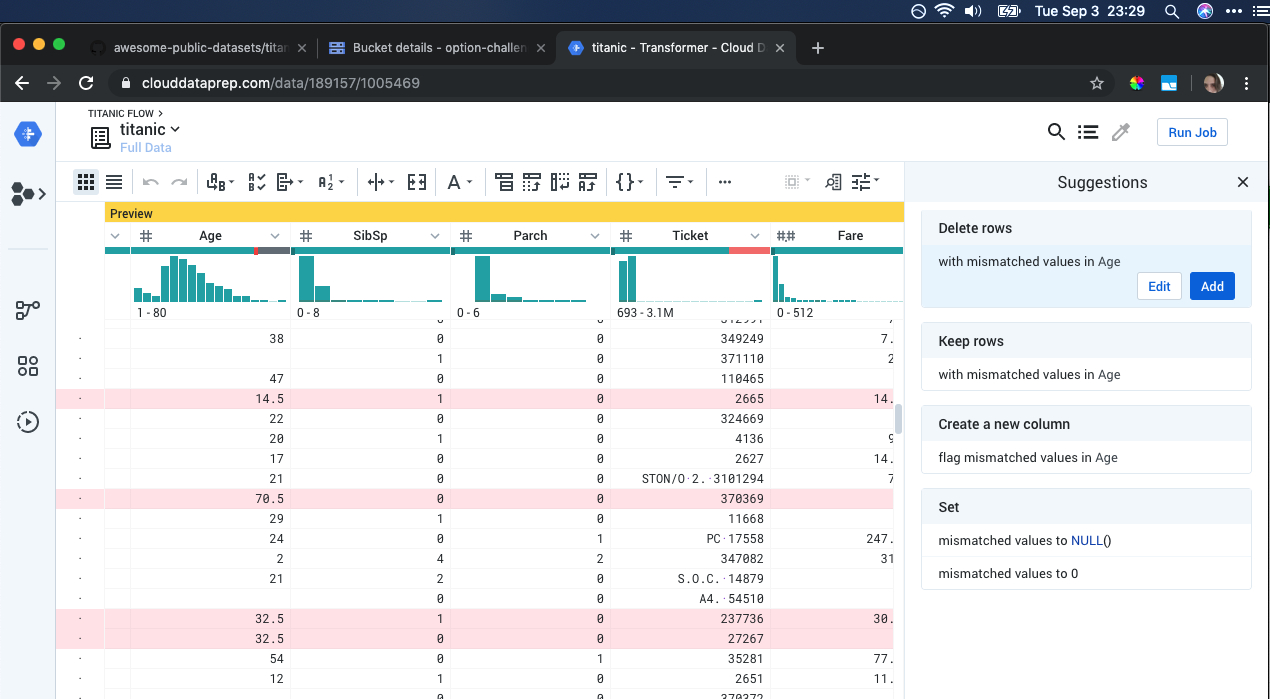 Tue Sep 3 23:29
awesome-public-datasets/titan
Bucket details - option-challen
titanic - Transformer - Cloud D
clouddataprep.com/data/189157/1005469
TITANIC FLOW >
titanic
Full Data
Run Job
Suggestions
Preview
# Age # SibSp # Parch # Ticket ## Fare
1 - 80 0 - 8 0 - 6 693 - 3.1M 0 - 512
38 0 0 349249 7.
1 0 371110 2
47 0 0 110465
14.5 1 0 2665 14.
22 0 0 324669
20 1 0 4136 9
17 0 0 2627 14.
21 0 0 STON/O·2.·3101294 7
70.5 0 0 370369
29 1 0 11668
24 0 1 PC·17558 247.
2 4 2 347082 31
21 2 0 S.O.C.·14879
0 0 A4.·54510
32.5 1 0 237736 30.
32.5 0 0 27267
54 0 1 35281 77.
12 1 0 2651 11.
Delete rows
with mismatched values in Age
Edit Add
Keep rows
with mismatched values in Age
Create a new column
flag mismatched values in Age
Set
mismatched values to NULL()
mismatched values to 0